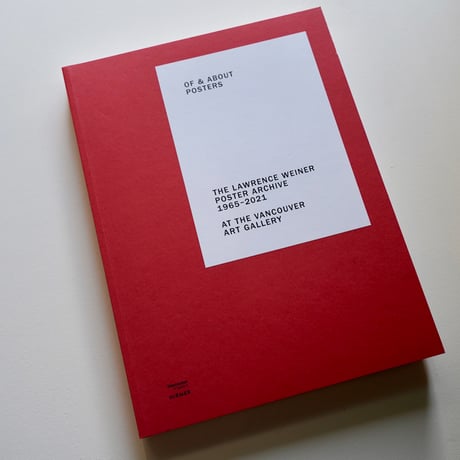 OF & ABOUT
POSTERS
THE LAWRENCE WEINER
POSTER ARCHIVE
1965–2021
AT THE VANCOUVER
ART GALLERY
HIRMER